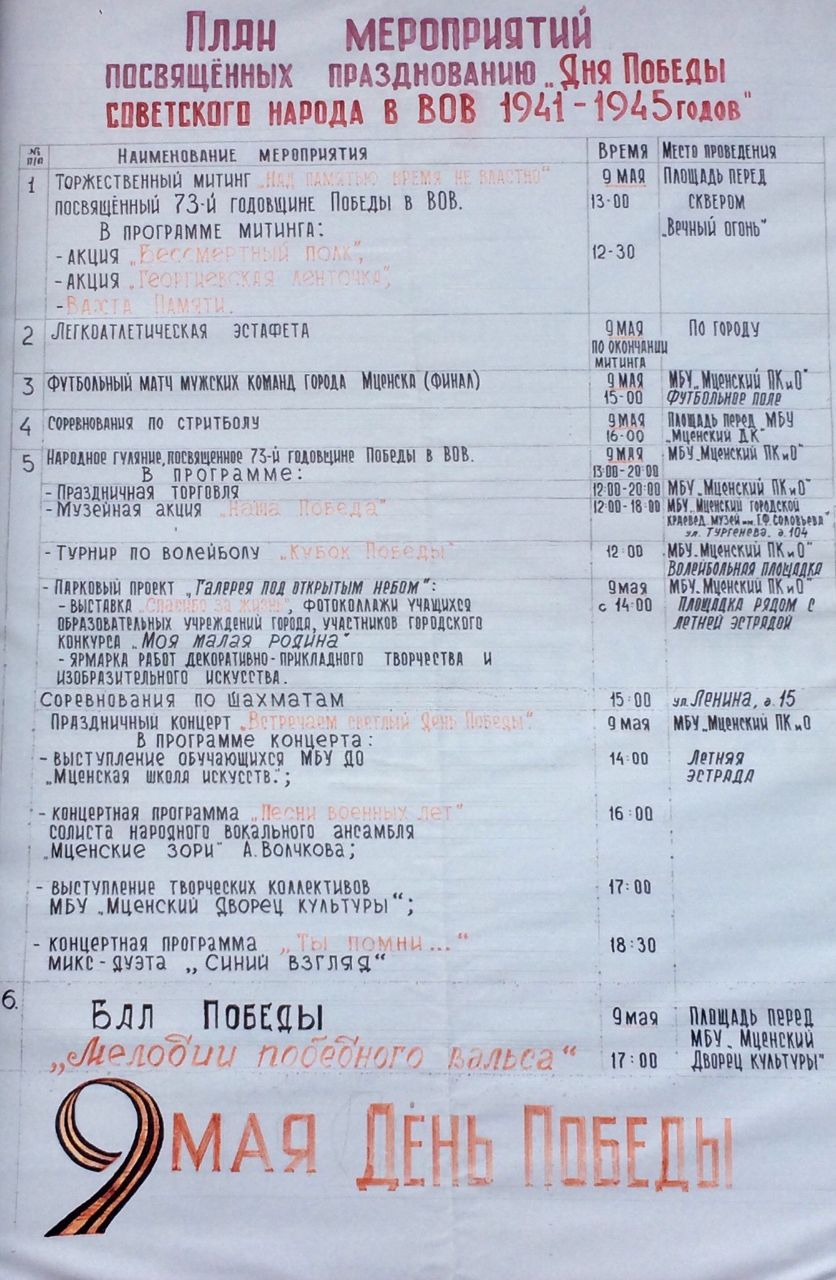 План мероприятий
посвящённых празднованию „Дня Победы
советского народа в ВОВ 1941-1945 годов"
№ п/п Наименование мероприятия Время Место проведения
1 Торжественный митинг „Над памятью время не властно" 9 мая Площадь перед
посвящённый 73-й годовщине Победы в ВОВ. 13-00 сквером
В программе митинга: „Вечный огонь"
- акция „Бессмертный полк", 12-30
- акция „Георгиевская ленточка",
- Вахта Памяти.
2 Легкоатлетическая эстафета 9 мая По городу
по окончании
митинга
3 Футбольный матч мужских команд города Мценска (финал) 9 мая МБУ „Мценский ПКиО"
15-00 Футбольное поле
4 Соревнования по стритболу 9 мая Площадь перед МБУ
16-00 „Мценский ДК"
5 Народное гуляние, посвященное 73-й годовщине Победы в ВОВ. 9 мая МБУ „Мценский ПКиО"
В программе: 13:00-20:00
- Праздничная торговля 12:00-20:00 МБУ „Мценский ПКиО"
- Музейная акция „Наша Победа" 12:00-18:00 МБУ „Мценский городской
краевед. музей им. Г.Ф. Соловьева"
ул. Тургенева, д. 104
- Турнир по волейболу „Кубок Победы" 12:00 МБУ „Мценский ПКиО"
Волейбольная площадка
- Парковый проект „Галерея под открытым небом": 9 мая МБУ „Мценский ПКиО"
- выставка „Спасибо за жизнь", фотоколлажи учащихся с 14:00 Площадка рядом с
образовательных учреждений города, участников городского летней эстрадой
конкурса „Моя малая родина"
- ярмарка работ декоративно-прикладного творчества и
изобразительного искусства.
Соревнования по шахматам 15:00 ул. Ленина, д. 15
Праздничный концерт „Встречаем светлый День Победы" 9 мая МБУ „Мценский ПКиО
В программе концерта:
- выступление обучающихся МБУ ДО 14:00 Летняя
„Мценская школа искусств."; эстрада
- концертная программа „Песни военных лет" 16:00
солиста народного вокального ансамбля
„Мценские зори" А. Волчкова;
- выступление творческих коллективов 17:00
МБУ „Мценский Дворец культуры";
- концертная программа „Ты помни..." 18:30
микс-дуэта „Синий взгляд"
6. Бал Победы 9 мая Площадь перед
МБУ „Мценский
„Мелодии победного вальса" 17:00 Дворец культуры"
9 мая День Победы